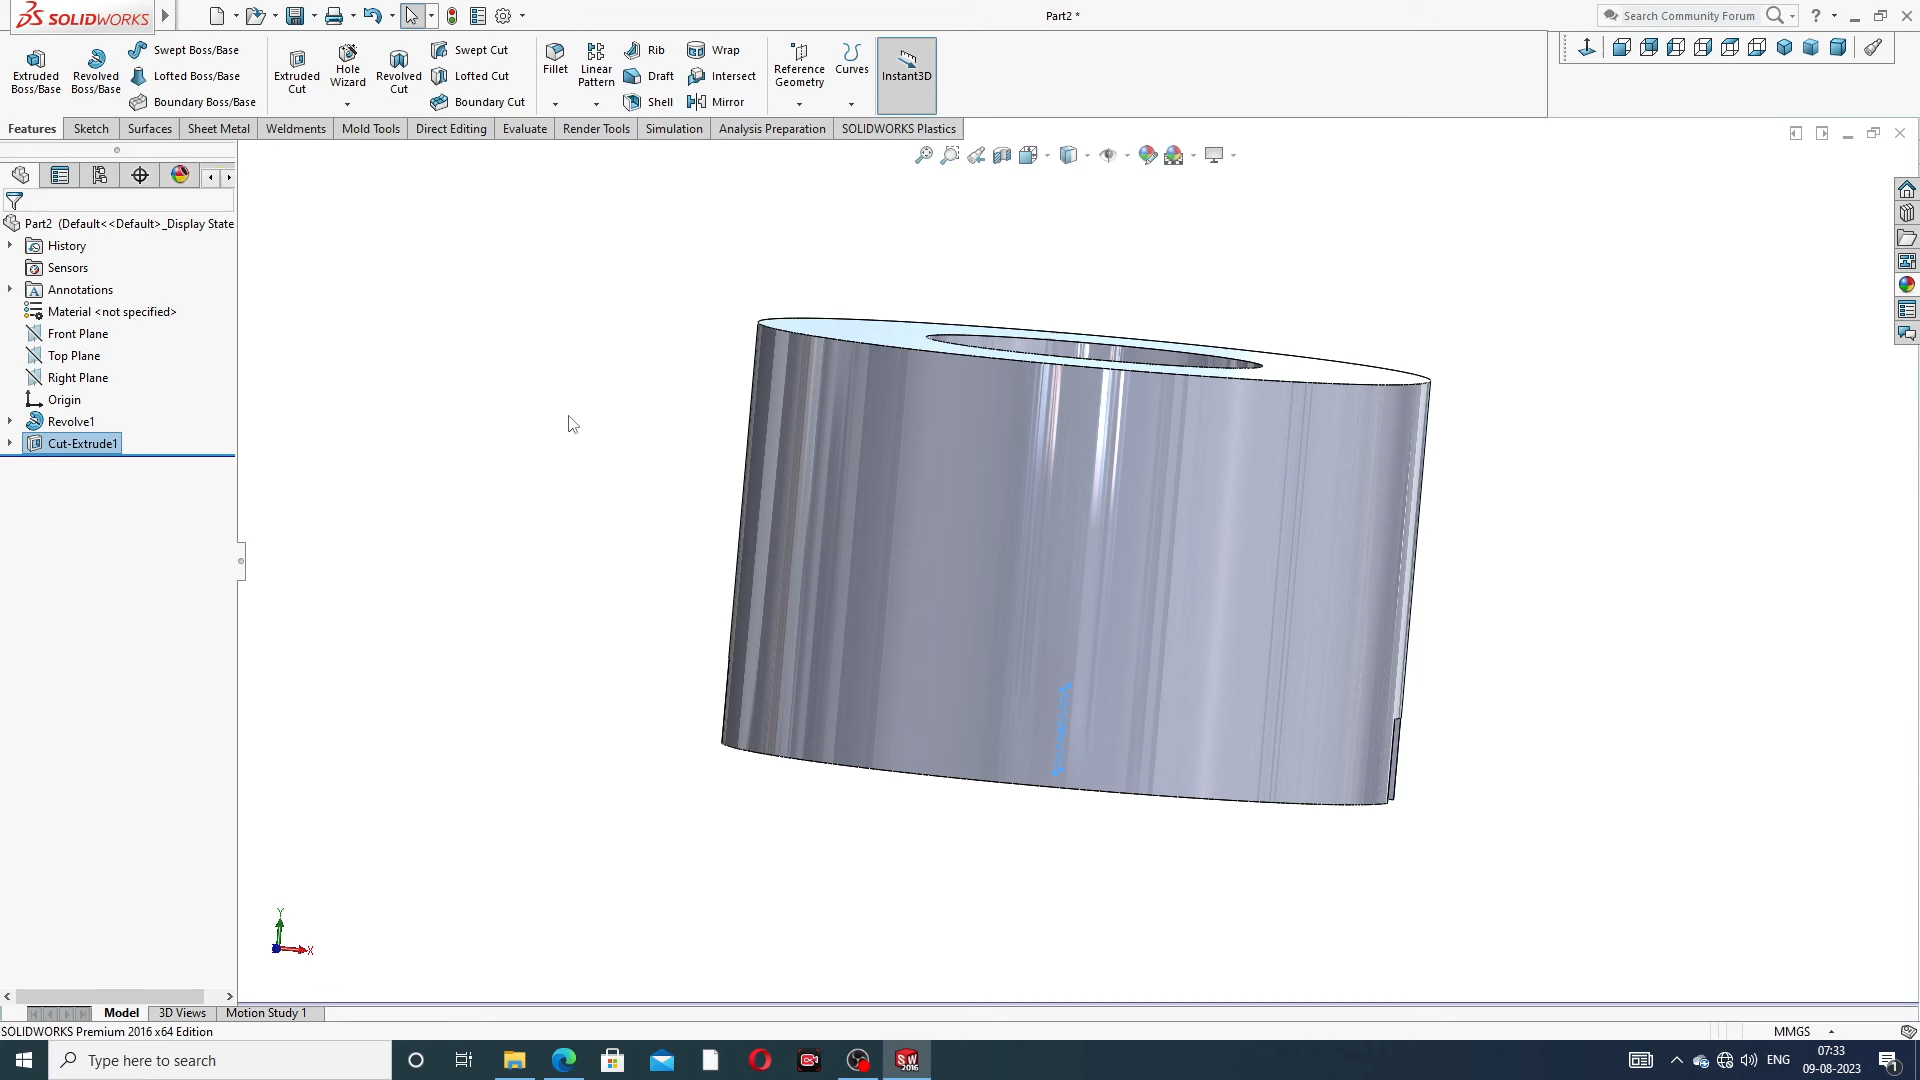 SOLIDWORKS
Part2 *
Search Community Forum
Extruded Boss/Base
Revolved Boss/Base
Swept Boss/Base
Lofted Boss/Base
Boundary Boss/Base
Extruded Cut
Hole Wizard
Revolved Cut
Swept Cut
Lofted Cut
Boundary Cut
Fillet
Linear Pattern
Rib
Draft
Shell
Wrap
Intersect
Mirror
Reference Geometry
Curves
Instant3D
Features Sketch Surfaces Sheet Metal Weldments Mold Tools Direct Editing Evaluate Render Tools Simulation Analysis Preparation SOLIDWORKS Plastics
Part2 (Default<<Default>_Display State
History
Sensors
Annotations
Material <not specified>
Front Plane
Top Plane
Right Plane
Origin
Revolve1
Cut-Extrude1
Y
X
Model 3D Views Motion Study 1
SOLIDWORKS Premium 2016 x64 Edition
MMGS
Type here to search
SW 2016
ENG
07:33
09-08-2023
1